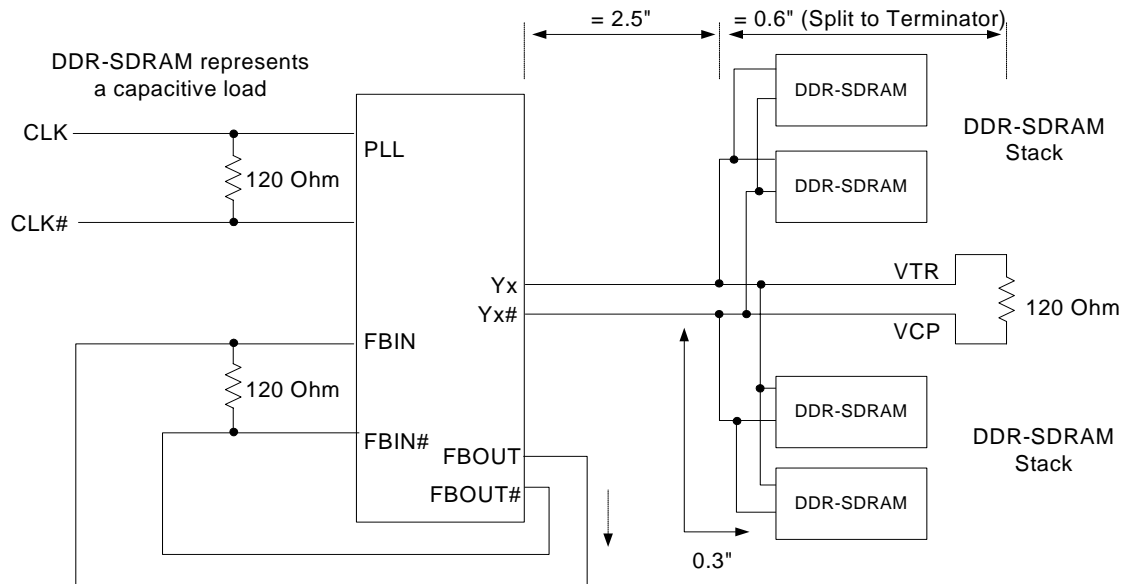 = 2.5"
= 0.6" (Split to Terminator)
DDR-SDRAM represents
a capacitive load
DDR-SDRAM
DDR-SDRAM
Stack
CLK
PLL
120 Ohm
DDR-SDRAM
CLK#
VTR
Yx
120 Ohm
Yx#
VCP
FBIN
120 Ohm
DDR-SDRAM
FBIN#
DDR-SDRAM
Stack
FBOUT
FBOUT#
DDR-SDRAM
0.3"